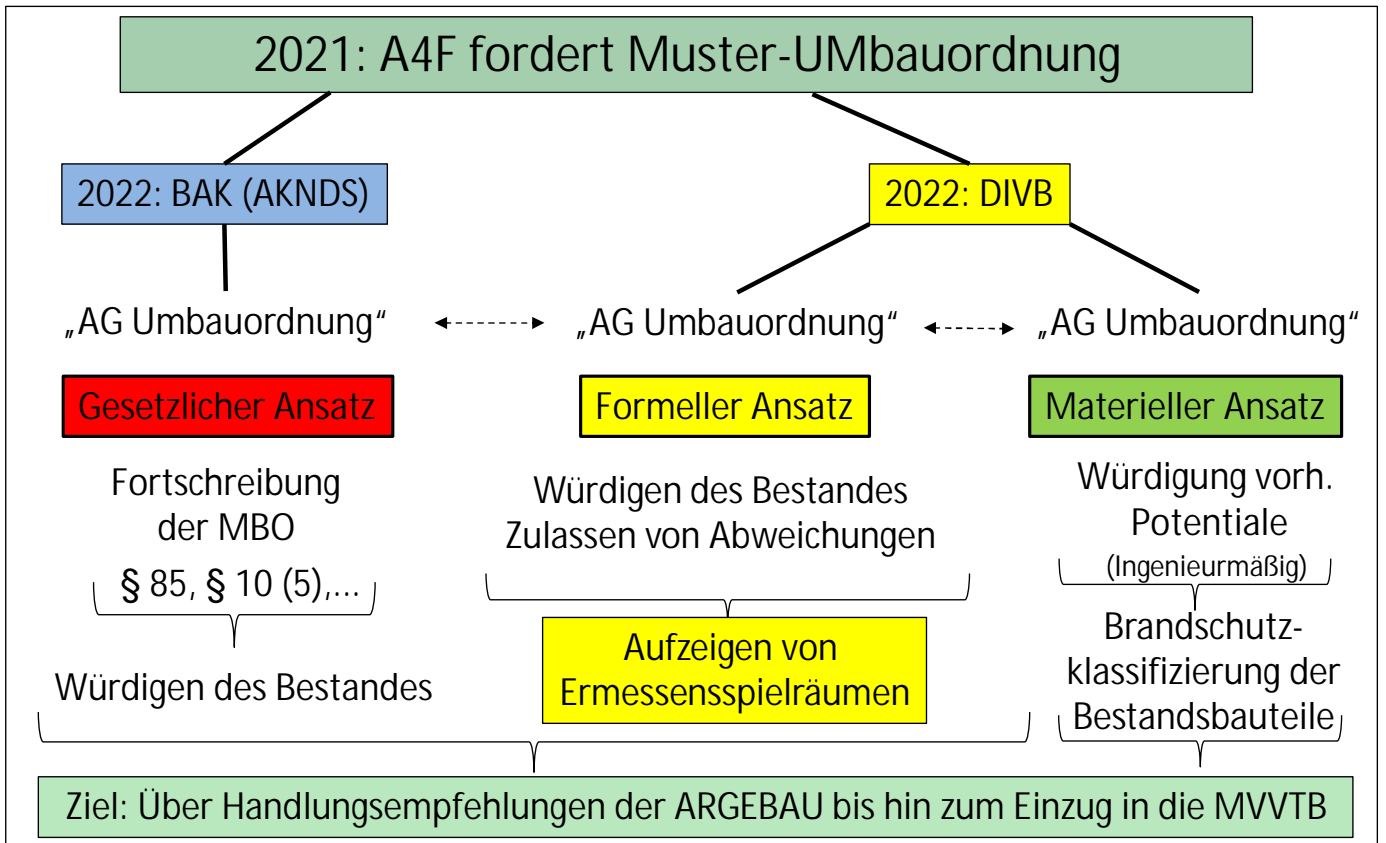 2021: A4F fordert Muster-UMbauordnung
2022: BAK (AKNDS)
2022: DIVB
„AG Umbauordnung“
„AG Umbauordnung“
„AG Umbauordnung“
Gesetzlicher Ansatz
Formeller Ansatz
Materieller Ansatz
Fortschreibung
der MBO
§ 85, § 10 (5),...
Würdigen des Bestandes
Würdigen des Bestandes
Zulassen von Abweichungen
Aufzeigen von
Ermessensspielräumen
Würdigung vorh.
Potentiale
(Ingenieurmäßig)
Brandschutz-
klassifizierung der
Bestandsbauteile
Ziel: Über Handlungsempfehlungen der ARGEBAU bis hin zum Einzug in die MVVTB